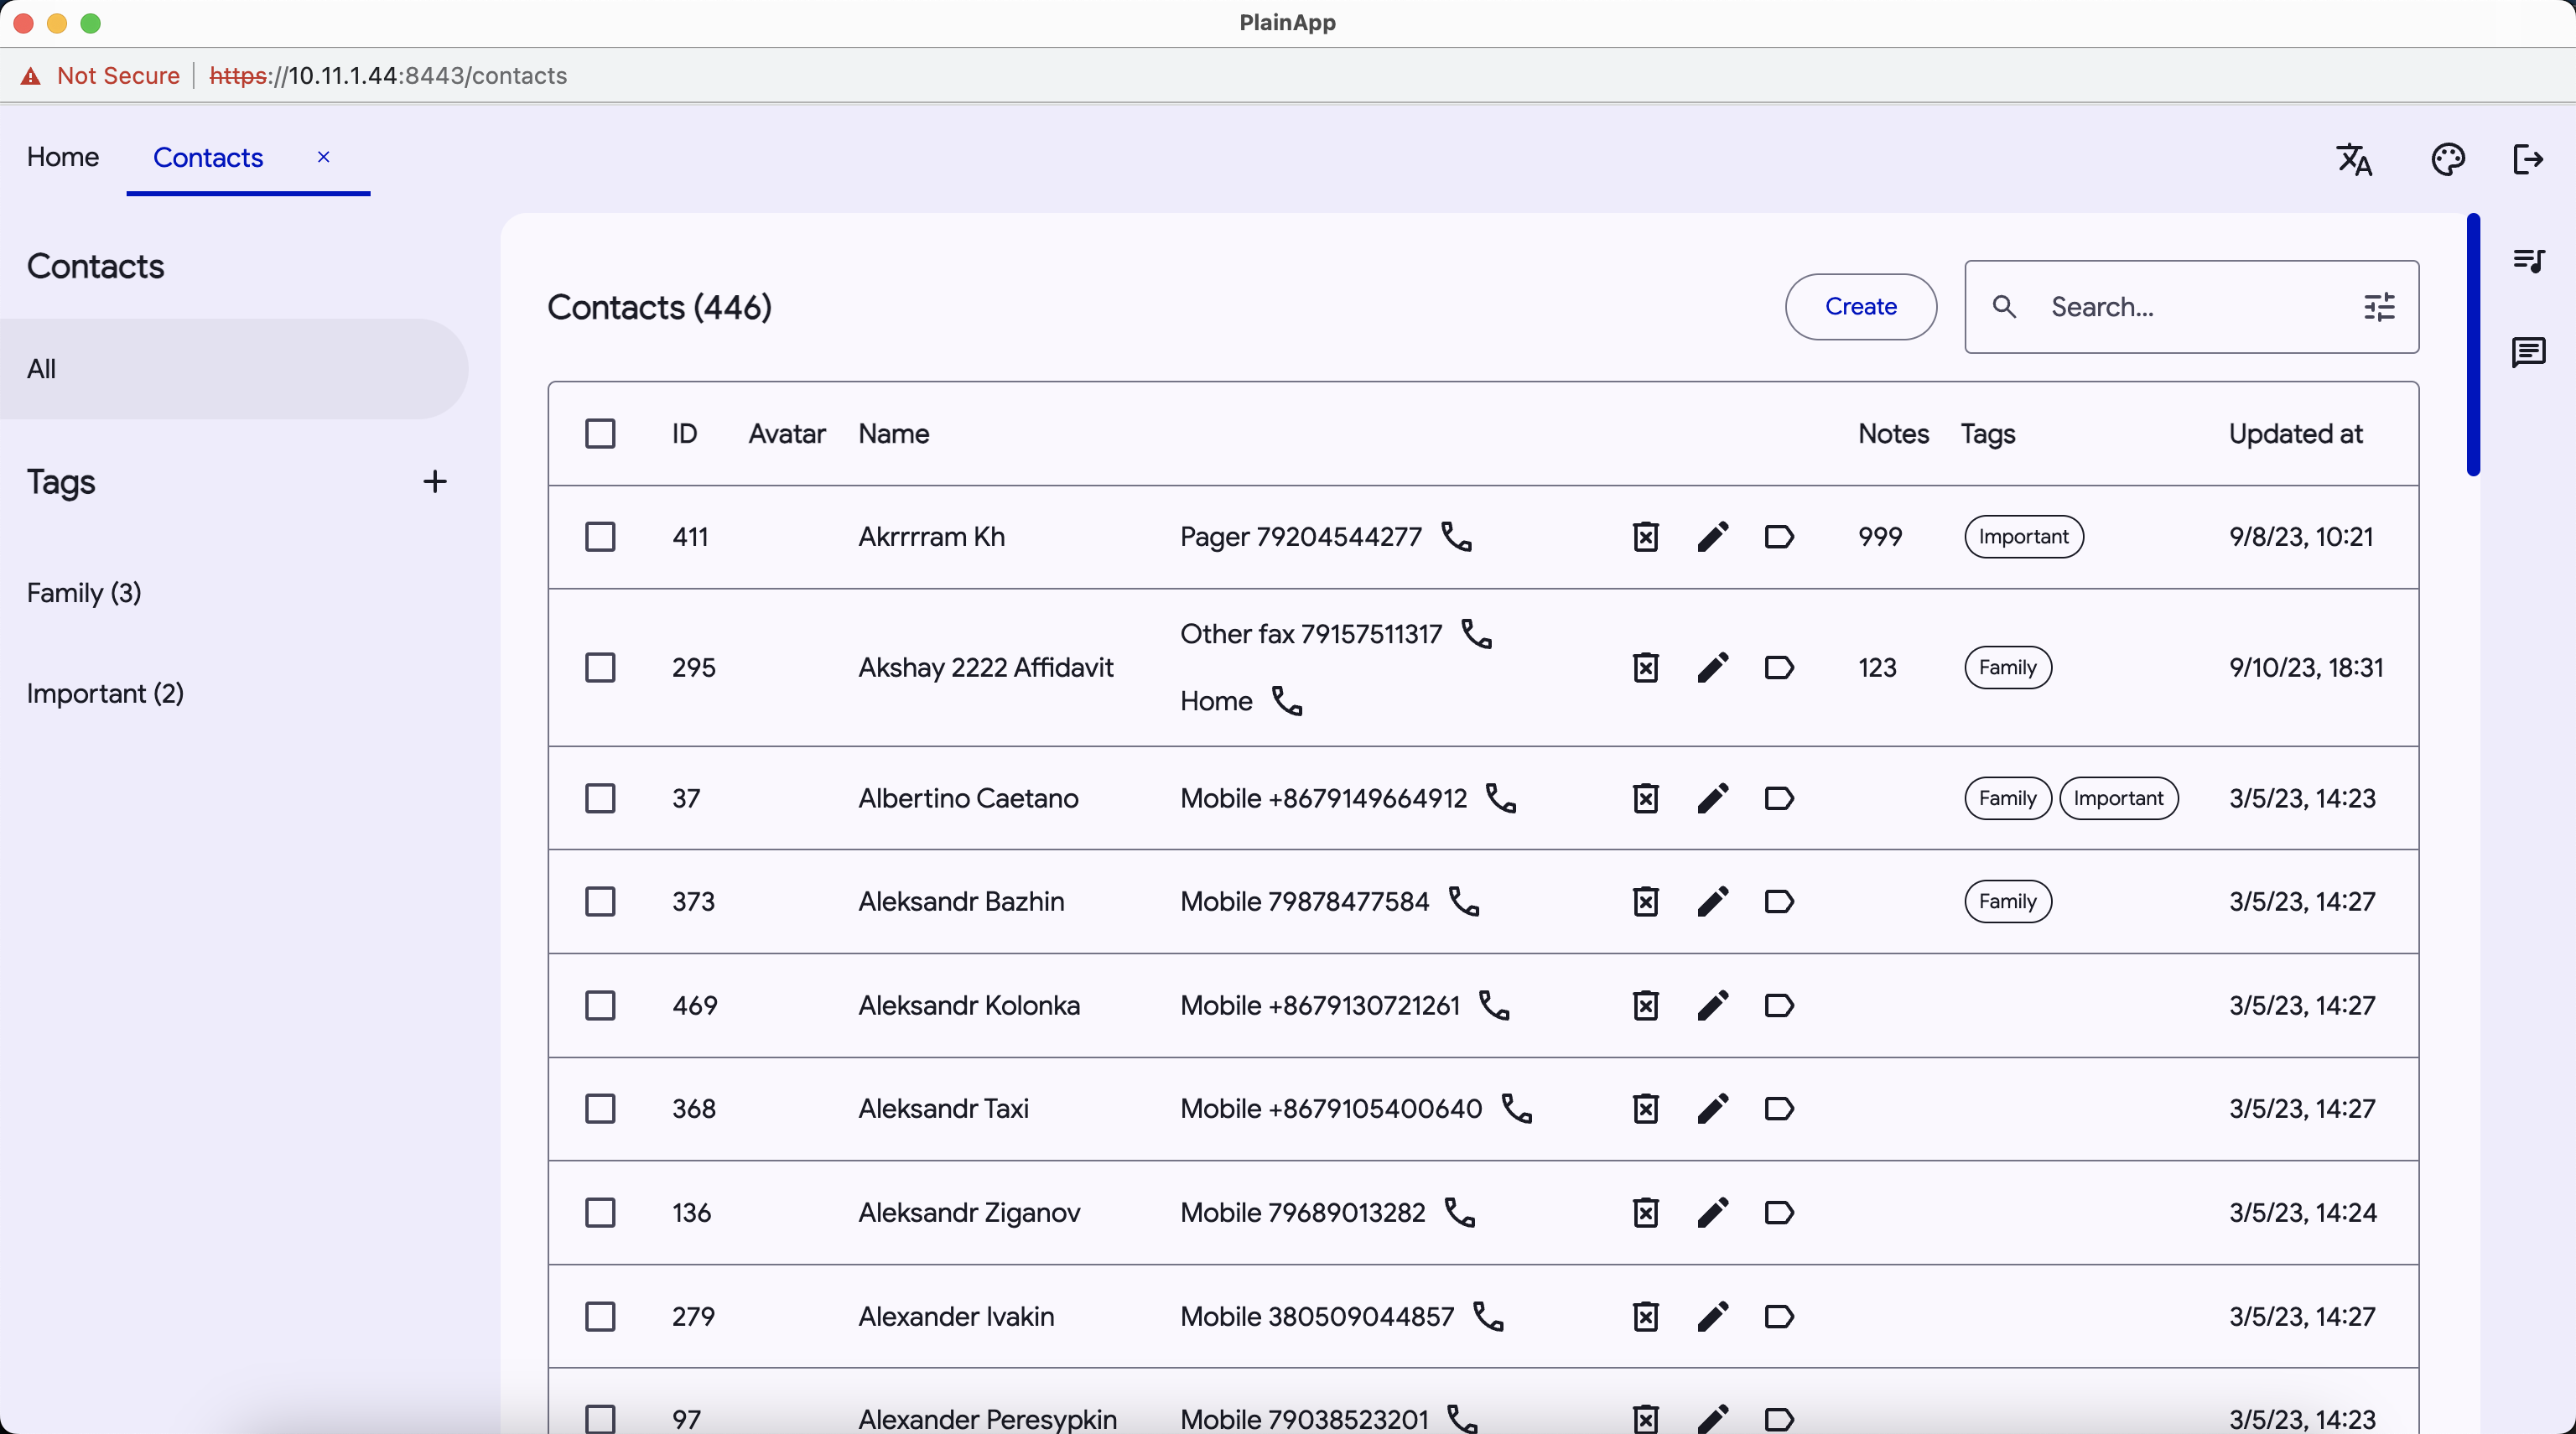 PlainApp
Not Secure https://10.11.1.44:8443/contacts
Home Contacts
Contacts
All
Tags
Family (3)
Important (2)
Contacts (446) Create Search...
ID Avatar Name Notes Tags Updated at
411 Akrrrram Kh Pager 79204544277 999 Important 9/8/23, 10:21
295 Akshay 2222 Affidavit Other fax 79157511317 Home 123 Family 9/10/23, 18:31
37 Albertino Caetano Mobile +8679149664912 Family Important 3/5/23, 14:23
373 Aleksandr Bazhin Mobile 79878477584 Family 3/5/23, 14:27
469 Aleksandr Kolonka Mobile +8679130721261 3/5/23, 14:27
368 Aleksandr Taxi Mobile +8679105400640 3/5/23, 14:27
136 Aleksandr Ziganov Mobile 79689013282 3/5/23, 14:24
279 Alexander Ivakin Mobile 380509044857 3/5/23, 14:27
97 Alexander Peresypkin Mobile 79038523201 3/5/23, 14:23